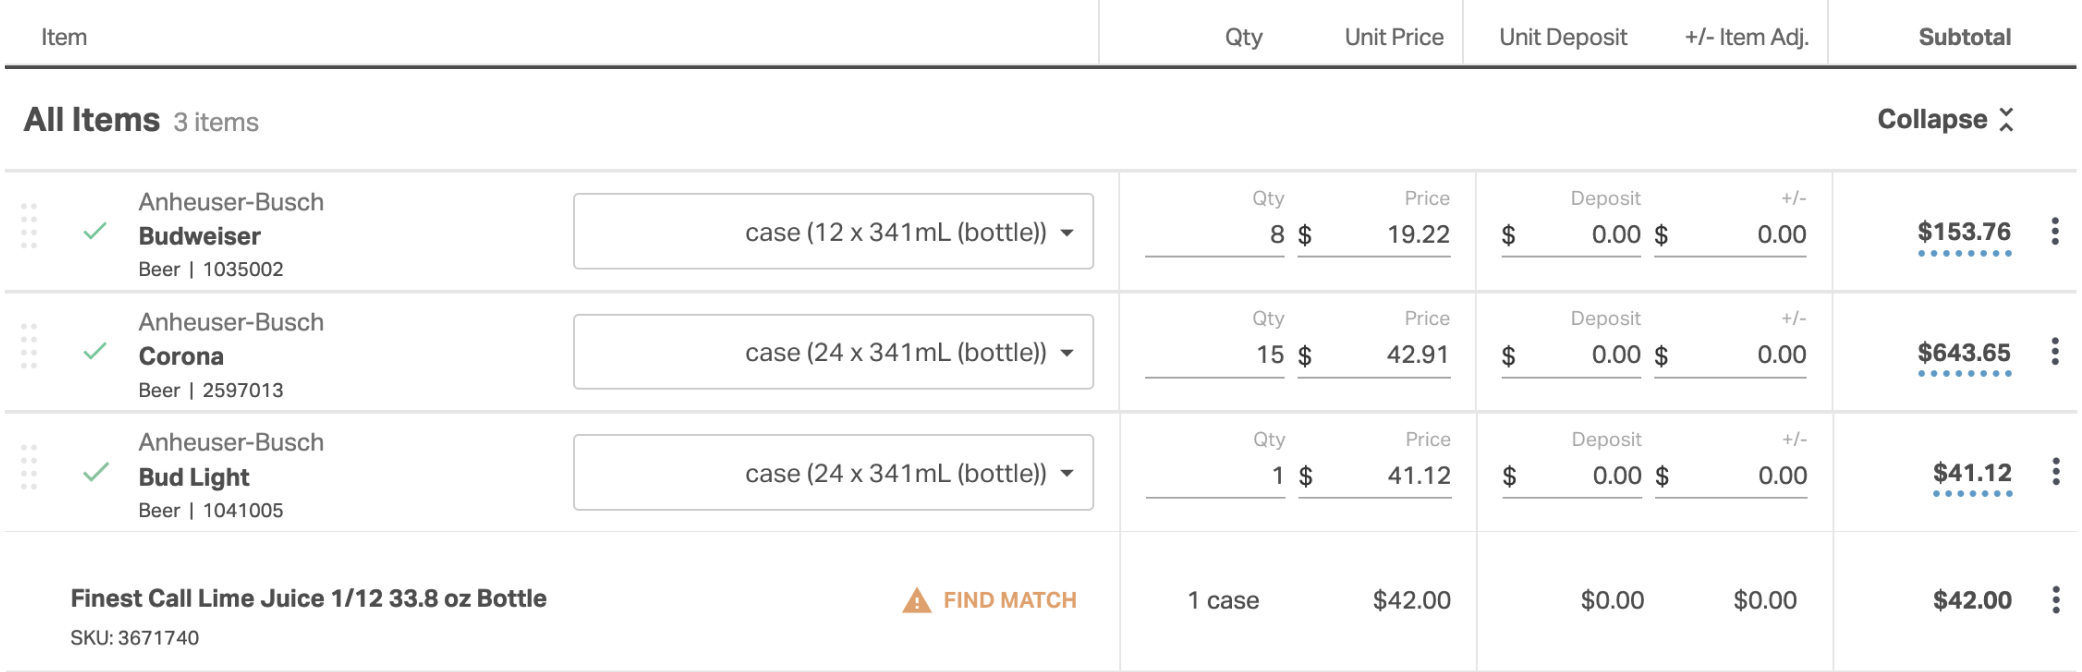 Item Qty Unit Price Unit Deposit +/- Item Adj. Subtotal
All Items 3 items Collapse
Anheuser-Busch
Budweiser
Beer | 1035002
case (12 x 341mL (bottle))
Qty Price Deposit +/-
8 $ 19.22 $ 0.00 $ 0.00 $153.76
Anheuser-Busch
Corona
Beer | 2597013
case (24 x 341mL (bottle))
Qty Price Deposit +/-
15 $ 42.91 $ 0.00 $ 0.00 $643.65
Anheuser-Busch
Bud Light
Beer | 1041005
case (24 x 341mL (bottle))
Qty Price Deposit +/-
1 $ 41.12 $ 0.00 $ 0.00 $41.12
Finest Call Lime Juice 1/12 33.8 oz Bottle FIND MATCH 1 case $42.00 $0.00 $0.00 $42.00
SKU: 3671740